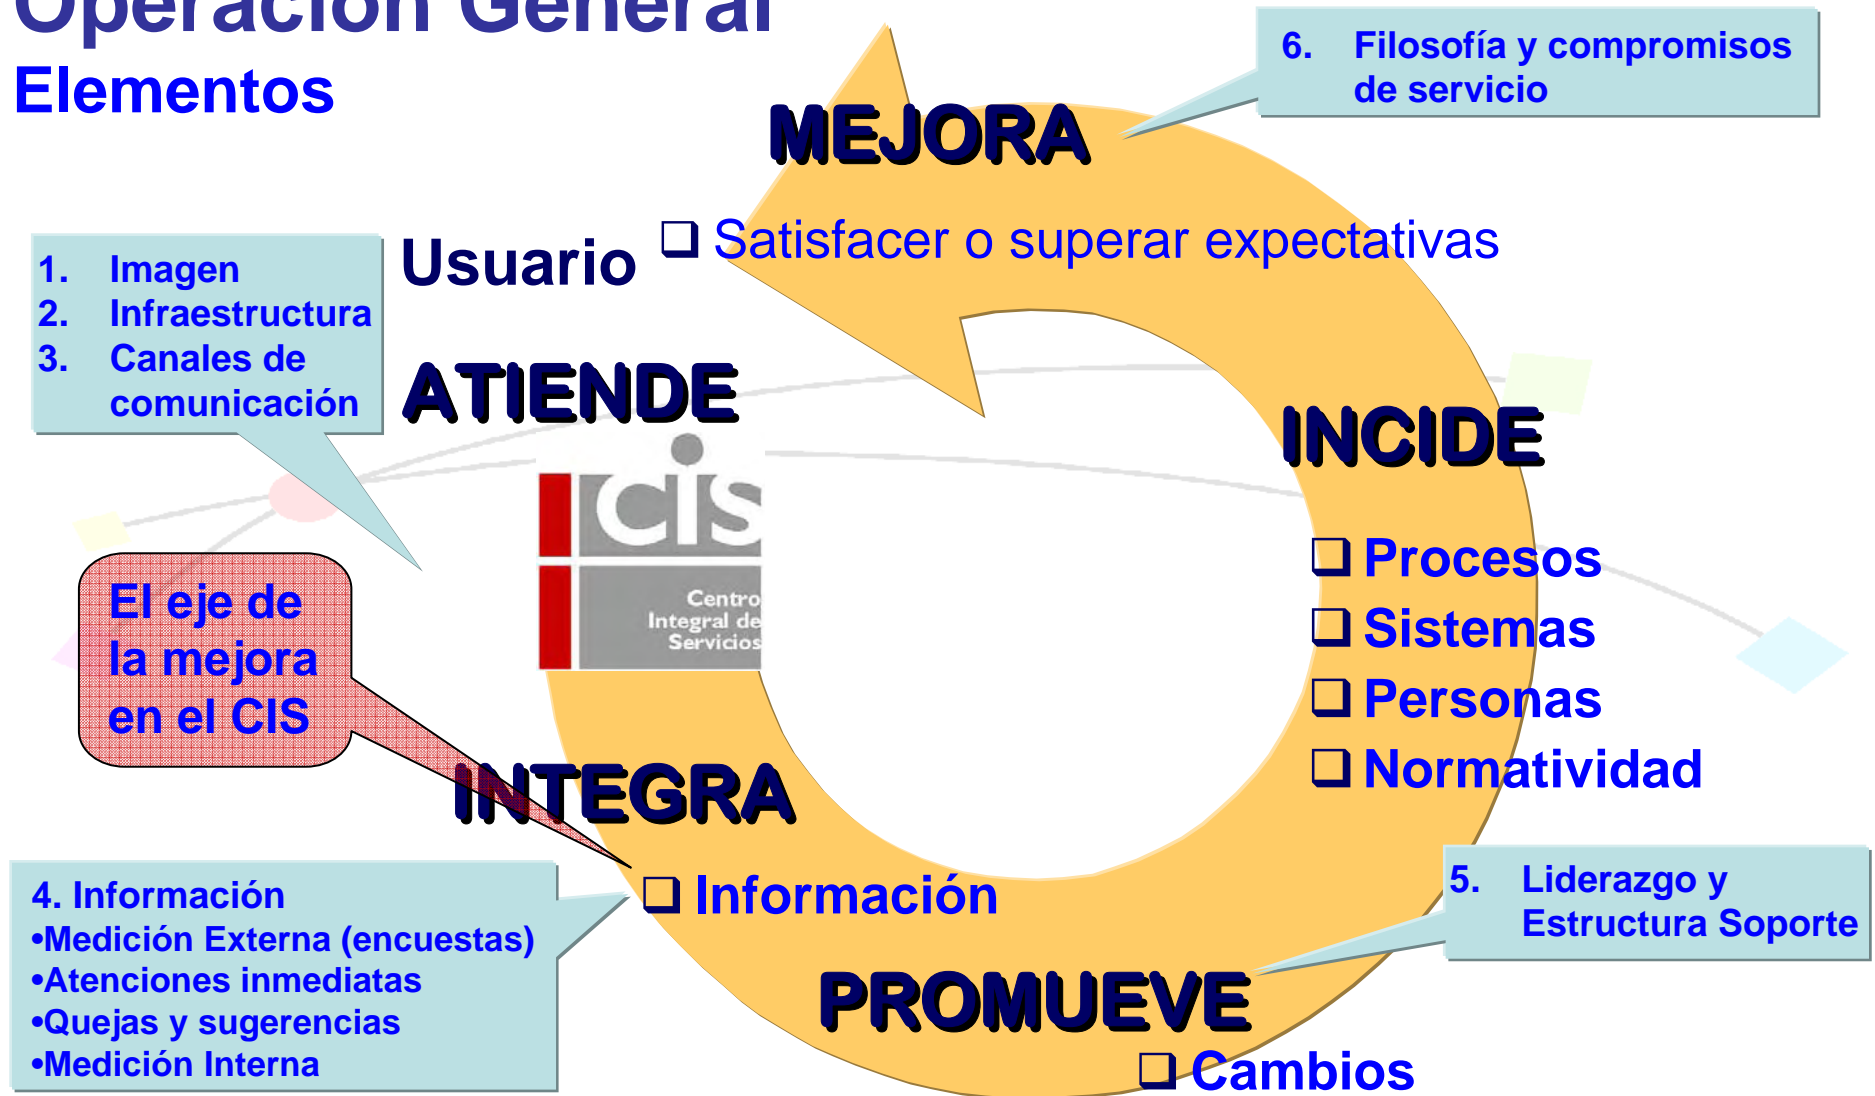 Operación General
Elementos
6. Filosofía y compromisos
de servicio
MEJORA
❑ Satisfacer o superar expectativas
1. Imagen
2. Infraestructura
3. Canales de
comunicación
Usuario
ATIENDE
INCIDE
cis
Centro
Integral de
Servicios
❑ Procesos
❑ Sistemas
❑ Personas
❑ Normatividad
El eje de
la mejora
en el CIS
INTEGRA
❑ Información
4. Información
•Medición Externa (encuestas)
•Atenciones inmediatas
•Quejas y sugerencias
•Medición Interna
5. Liderazgo y
Estructura Soporte
PROMUEVE
❑ Cambios